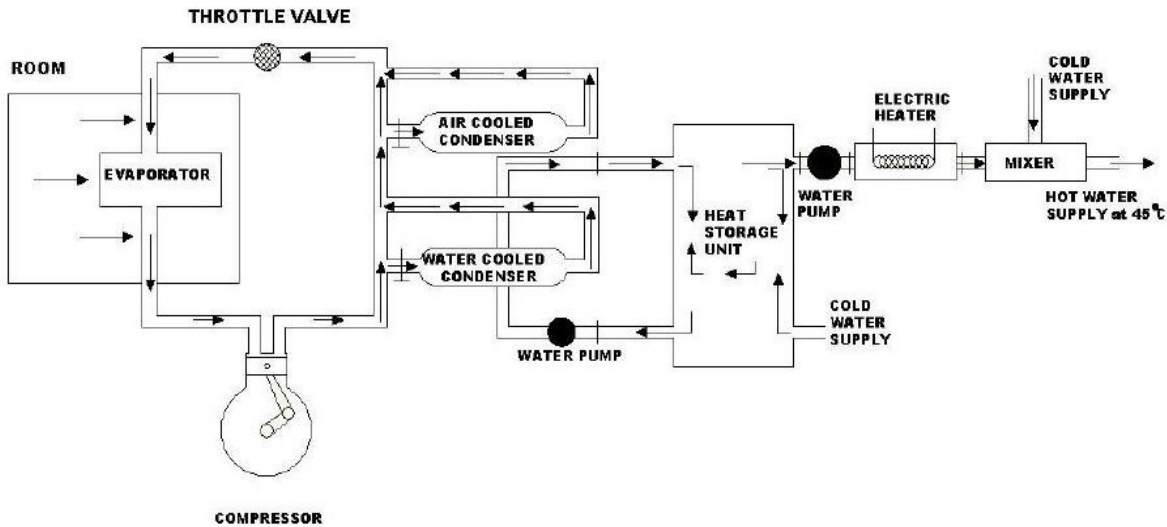 THROTTLE VALVE
ROOM
EVAPORATOR
AIR COOLED
CONDENSER
WATER COOLED
CONDENSER
COMPRESSOR
WATER PUMP
HEAT
STORAGE
UNIT
COLD
WATER
SUPPLY
WATER
PUMP
ELECTRIC
HEATER
COLD
WATER
SUPPLY
MIXER
HOT WATER
SUPPLY at 45°C